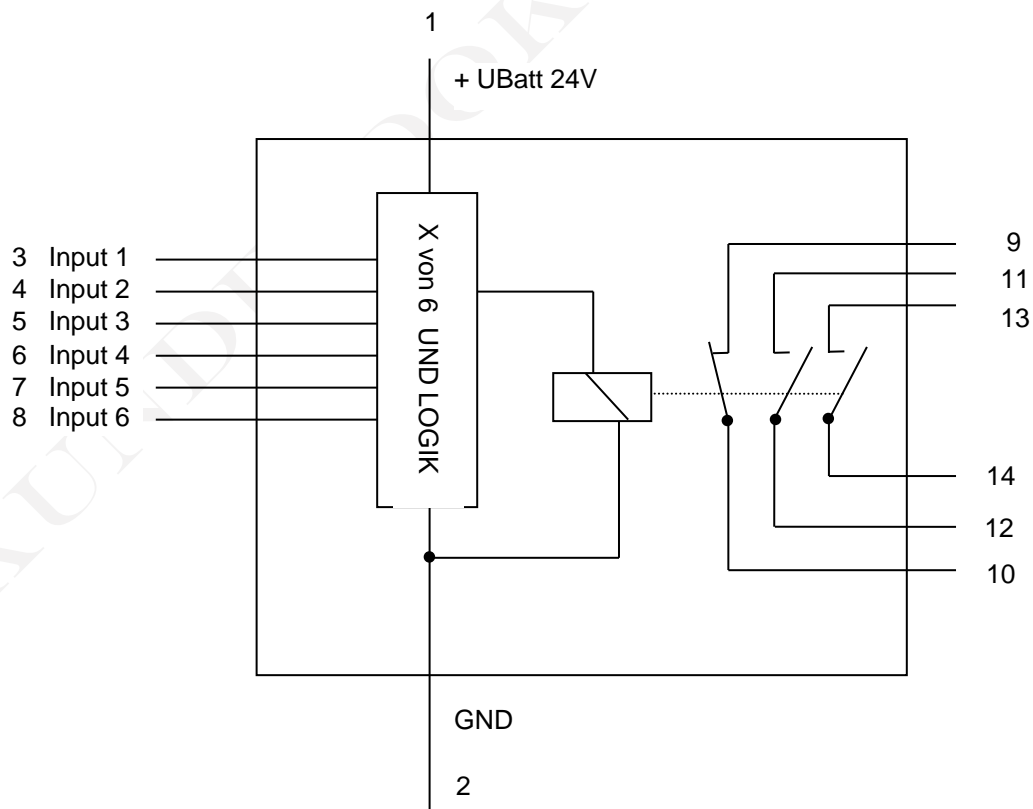 1
+ UBatt 24V
X von 6 UND LOGIK
3 Input 1
4 Input 2
5 Input 3
6 Input 4
7 Input 5
8 Input 6
9
11
13
14
12
10
GND
2